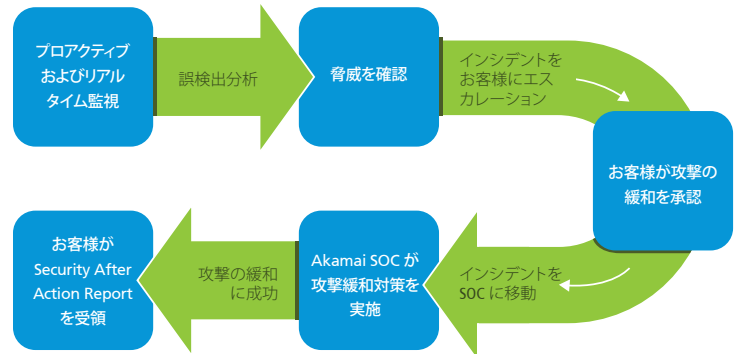 プロアクティブ
およびリアル
タイム監視
誤検出分析
脅威を確認
インシデントを
お客様にエス
カレーション
お客様が攻撃の
緩和を承認
インシデントを
SOC に移動
Akamai SOC が
攻撃緩和対策を
実施
攻撃の緩和
に成功
お客様が
Security After
Action Report
を受領